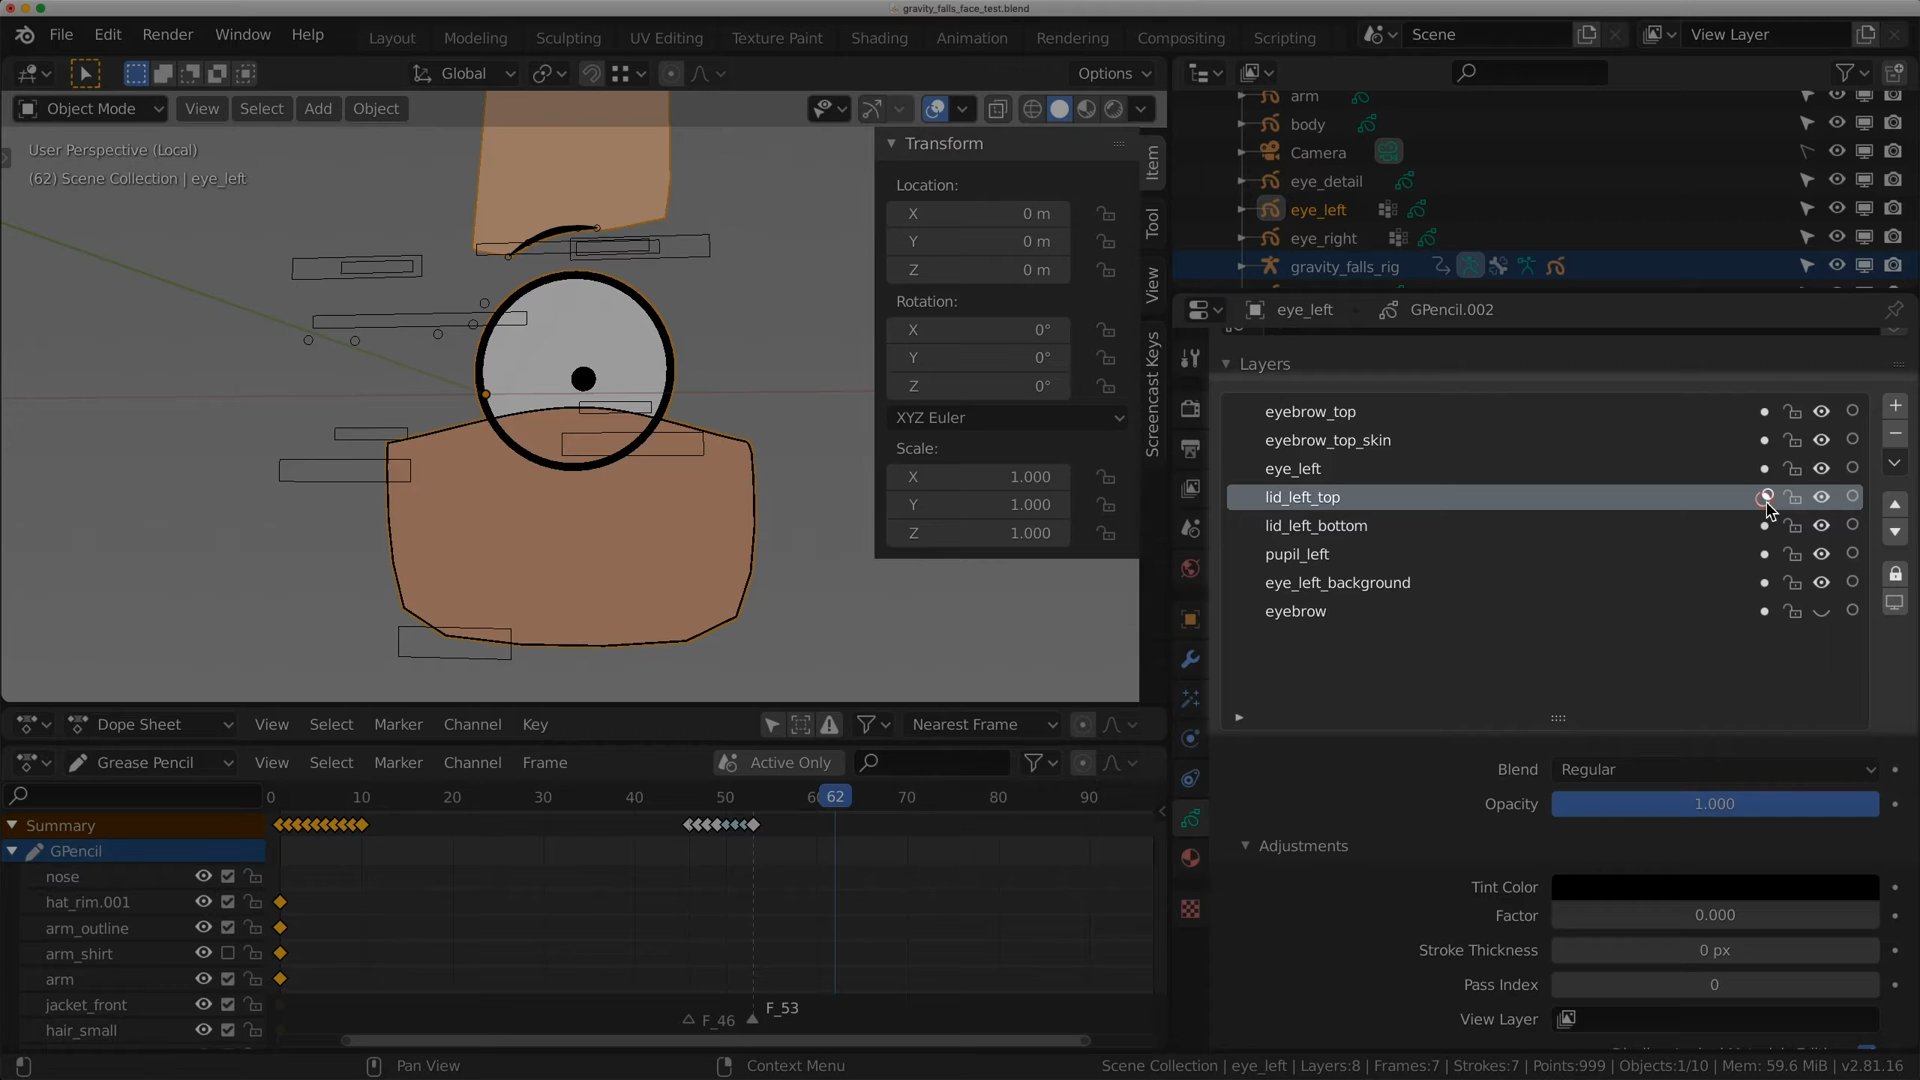 gravity_falls_face_test.blend
File Edit Render Window Help Layout Modeling Sculpting UV Editing Texture Paint Shading Animation Rendering Compositing Scripting Scene View Layer
Global Options
Object Mode View Select Add Object
User Perspective (Local)
(62) Scene Collection | eye_left
Transform
Location:
X 0 m
Y 0 m
Z 0 m
Rotation:
X 0°
Y 0°
Z 0°
XYZ Euler
Scale:
X 1.000
Y 1.000
Z 1.000
Item
Tool
View
Screencast Keys
arm
body
Camera
eye_detail
eye_left
eye_right
gravity_falls_rig
eye_left GPencil.002
Layers
eyebrow_top
eyebrow_top_skin
eye_left
lid_left_top
lid_left_bottom
pupil_left
eye_left_background
eyebrow
Blend Regular
Opacity 1.000
Adjustments
Tint Color
Factor 0.000
Stroke Thickness 0 px
Pass Index 0
View Layer
Dope Sheet View Select Marker Channel Key Nearest Frame
Grease Pencil View Select Marker Channel Frame Active Only
0 10 20 30 40 50 62 70 80 90
Summary
GPencil
nose
hat_rim.001
arm_outline
arm_shirt
arm
jacket_front
hair_small
F_46 F_53
Pan View Context Menu Scene Collection | eye_left | Layers:8 | Frames:7 | Strokes:7 | Points:999 | Objects:1/10 | Mem: 59.6 MiB | v2.81.16